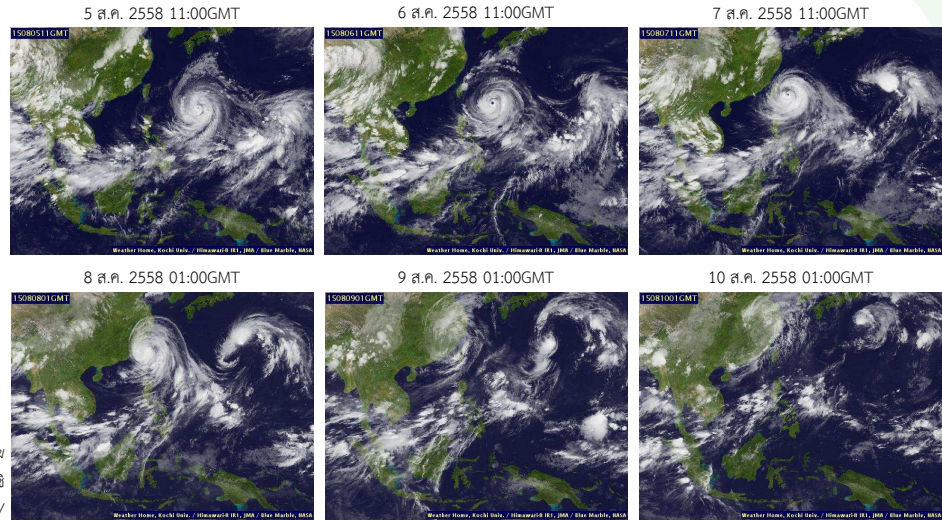 5 ส.ค. 2558 11:00GMT
6 ส.ค. 2558 11:00GMT
7 ส.ค. 2558 11:00GMT
15080511GMT
15080611GMT
15080711GMT
Weather Home, Kochi Univ. / Himawari-8 IR1, JMA / Blue Marble, NASA
Weather Home, Kochi Univ. / Himawari-8 IR1, JMA / Blue Marble, NASA
Weather Home, Kochi Univ. / Himawari-8 IR1, JMA / Blue Marble, NASA
8 ส.ค. 2558 01:00GMT
9 ส.ค. 2558 01:00GMT
10 ส.ค. 2558 01:00GMT
15080801GMT
15080901GMT
15081001GMT
Weather Home, Kochi Univ. / Himawari-8 IR1, JMA / Blue Marble, NASA
Weather Home, Kochi Univ. / Himawari-8 IR1, JMA / Blue Marble, NASA
Weather Home, Kochi Univ. / Himawari-8 IR1, JMA / Blue Marble, NASA